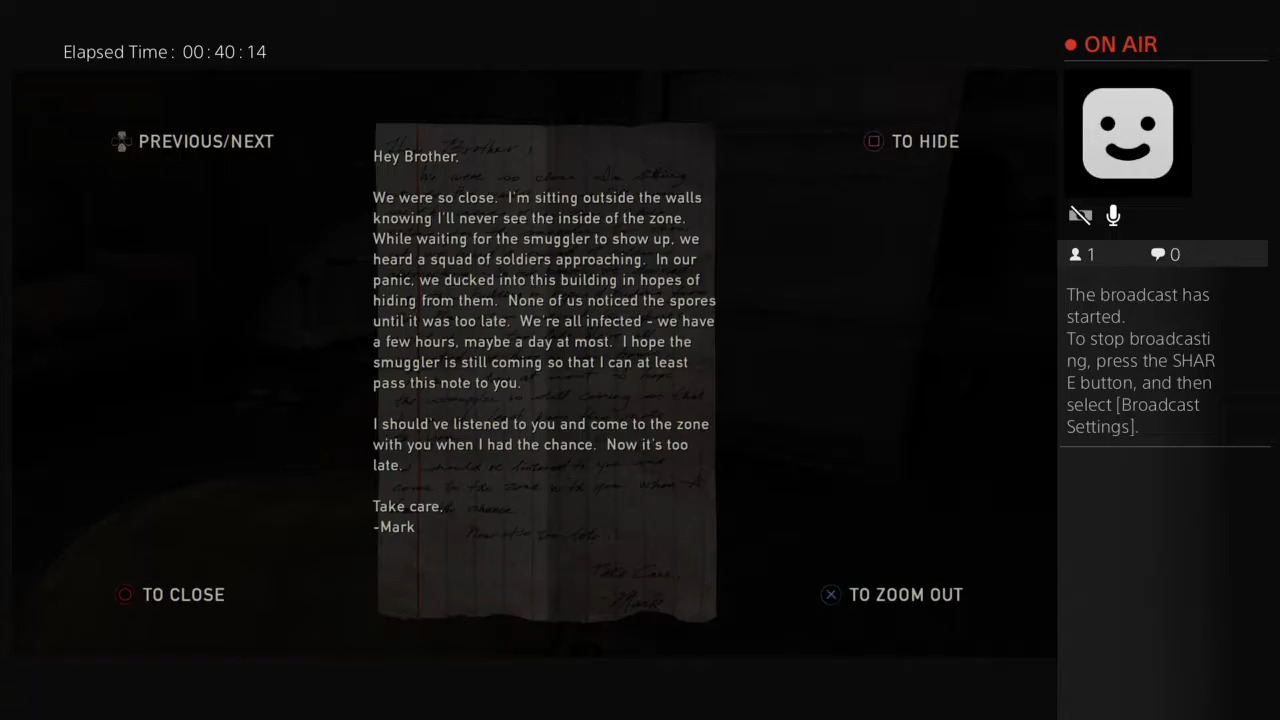 Elapsed Time: 00:40:14
ON AIR
PREVIOUS/NEXT
TO HIDE
Hey Brother,
We were so close. I'm sitting outside the walls
knowing I'll never see the inside of the zone.
While waiting for the smuggler to show up, we
heard a squad of soldiers approaching. In our
panic, we ducked into this building in hopes of
hiding from them. None of us noticed the spores
until it was too late. We're all infected - we have
a few hours, maybe a day at most. I hope the
smuggler is still coming so that I can at least
pass this note to you.
I should've listened to you and come to the zone
with you when I had the chance. Now it's too
late.
Take care,
-Mark
TO CLOSE
TO ZOOM OUT
1
0
The broadcast has
started.
To stop broadcasti
ng, press the SHAR
E button, and then
select [Broadcast
Settings].